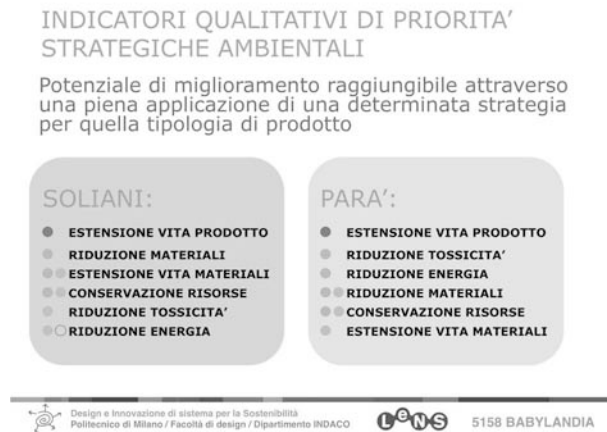 INDICATORI QUALITATIVI DI PRIORITA'
STRATEGICHE AMBIENTALI
Potenziale di miglioramento raggiungibile attraverso
una piena applicazione di una determinata strategia
per quella tipologia di prodotto
SOLIANI:
ESTENSIONE VITA PRODOTTO
RIDUZIONE MATERIALI
ESTENSIONE VITA MATERIALI
CONSERVAZIONE RISORSE
RIDUZIONE TOSSICITA'
RIDUZIONE ENERGIA
PARA':
ESTENSIONE VITA PRODOTTO
RIDUZIONE TOSSICITA'
RIDUZIONE ENERGIA
RIDUZIONE MATERIALI
CONSERVAZIONE RISORSE
ESTENSIONE VITA MATERIALI
Design e Innovazione di sistema per la Sostenibilità
Politecnico di Milano / Facoltà di design / Dipartimento INDACO
LeNS
5158 BABYLANDIA